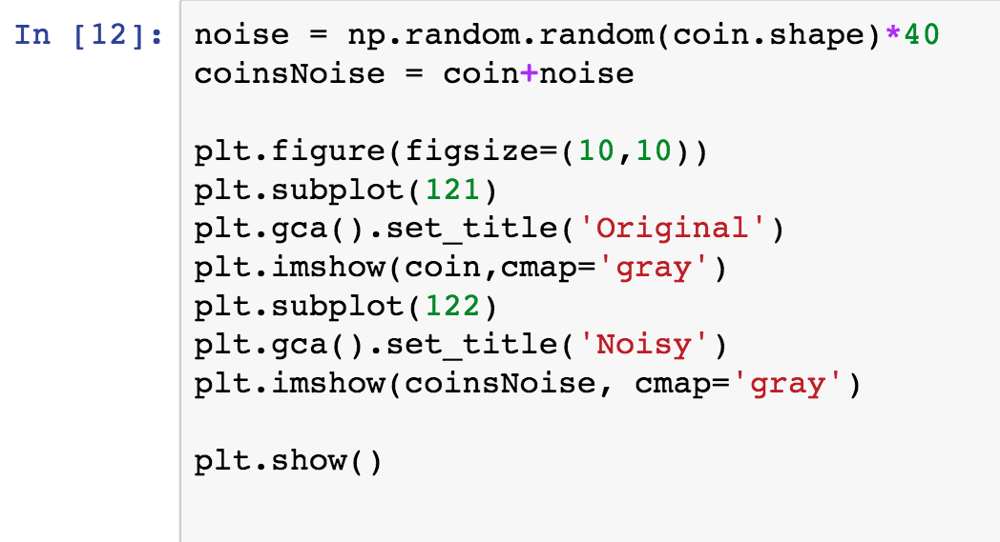 In [12]: noise = np.random.random(coin.shape)*40
coinsNoise = coin+noise
plt.figure(figsize=(10,10))
plt.subplot(121)
plt.gca().set_title('Original')
plt.imshow(coin,cmap='gray')
plt.subplot(122)
plt.gca().set_title('Noisy')
plt.imshow(coinsNoise, cmap='gray')
plt.show()